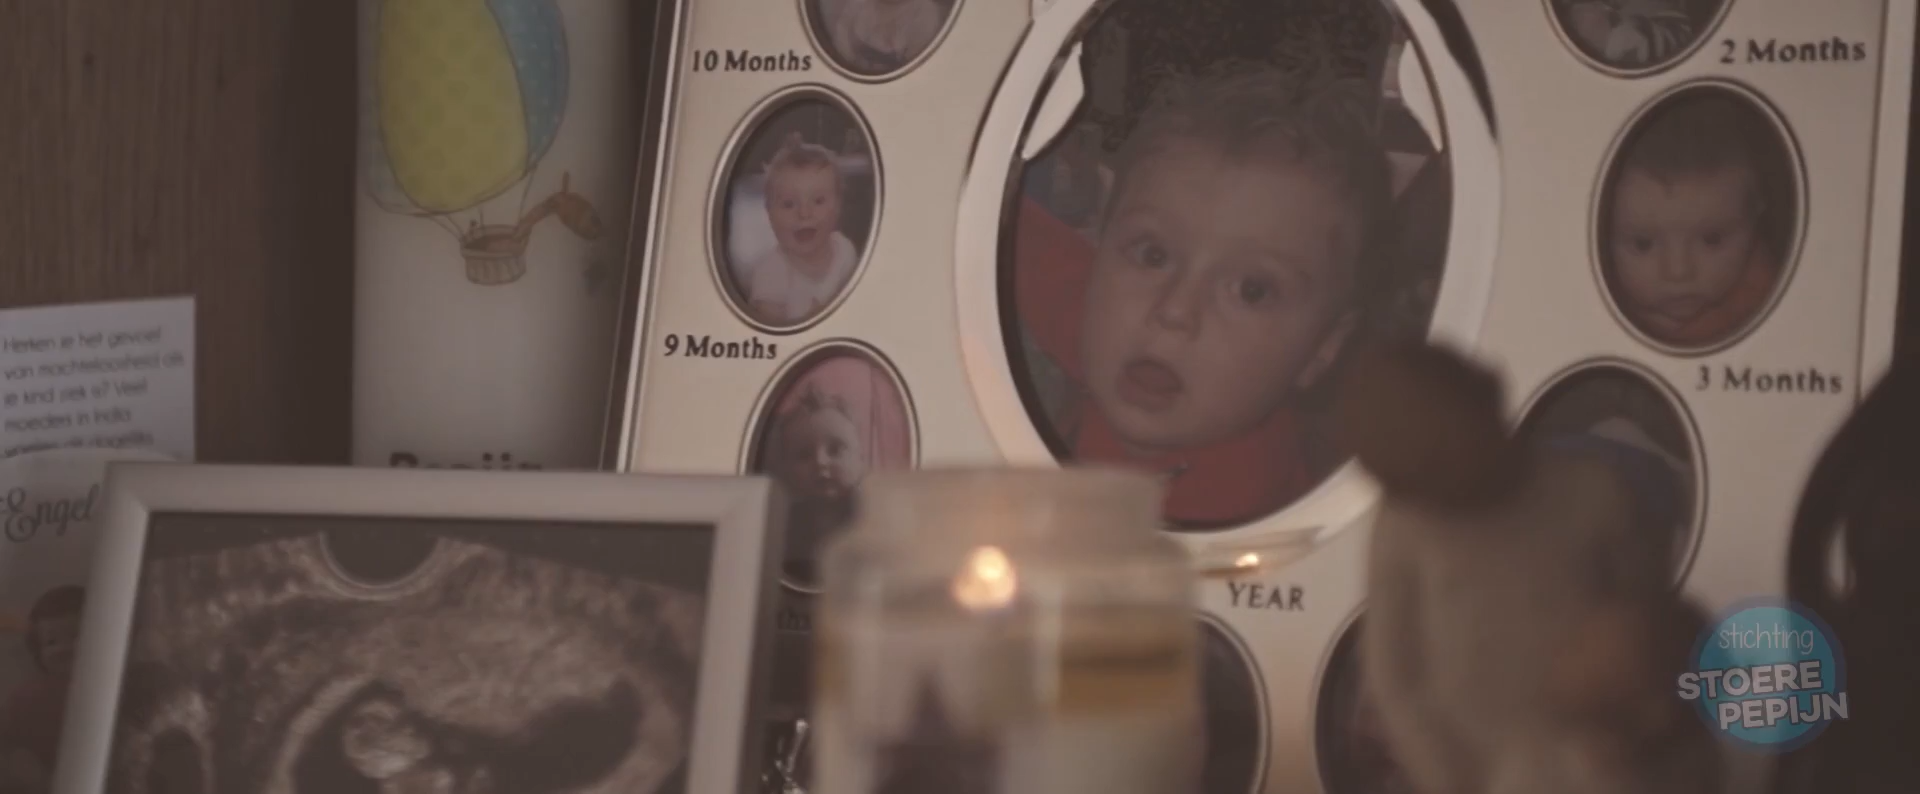 10 Months
2 Months
9 Months
3 Months
Herken je het gevoel
van machteloosheid als
je kind ziek is? Veel
moeders in India
Pepijn
Engel
YEAR
stichting
STOERE
PEPIJN